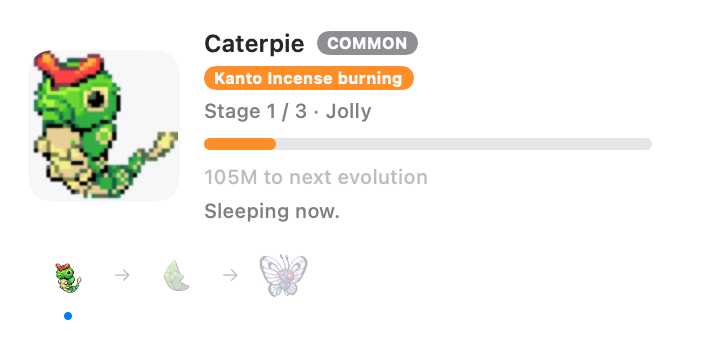 Caterpie COMMON
Kanto Incense burning
Stage 1 / 3 · Jolly
105M to next evolution
Sleeping now.
→ →